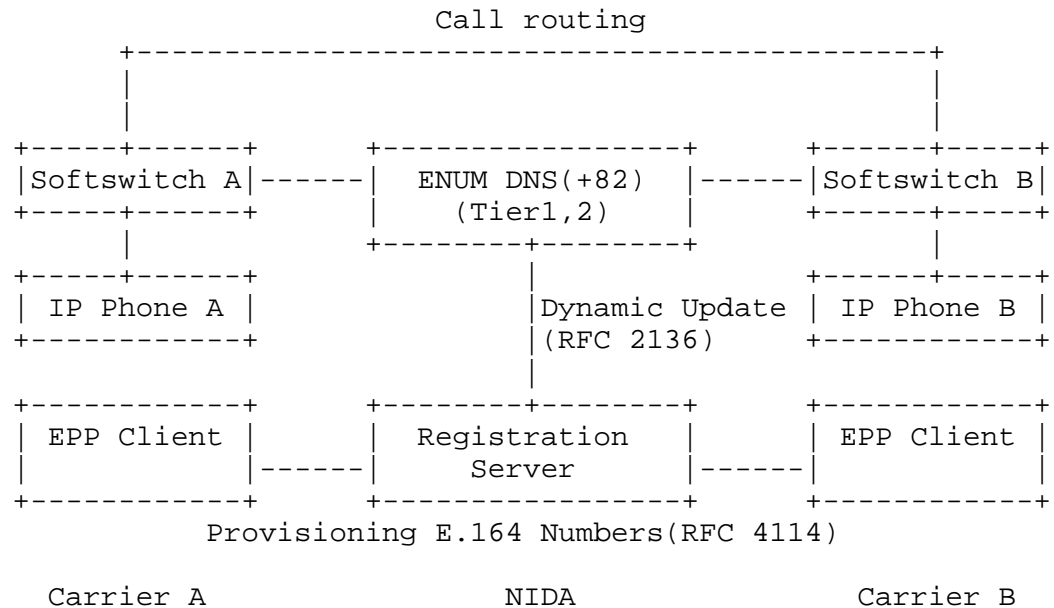 Call routing
Softswitch A ENUM DNS(+82) Softswitch B
(Tier1,2)
IP Phone A Dynamic Update IP Phone B
(RFC 2136)
EPP Client Registration EPP Client
Server
Provisioning E.164 Numbers(RFC 4114)
Carrier A NIDA Carrier B